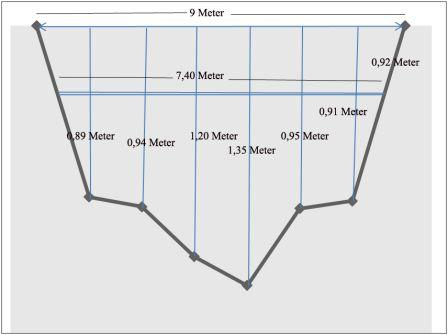 9 Meter
0,92 Meter
7,40 Meter
0,91 Meter
0,89 Meter
0,94 Meter
1,20 Meter
1,35 Meter
0,95 Meter